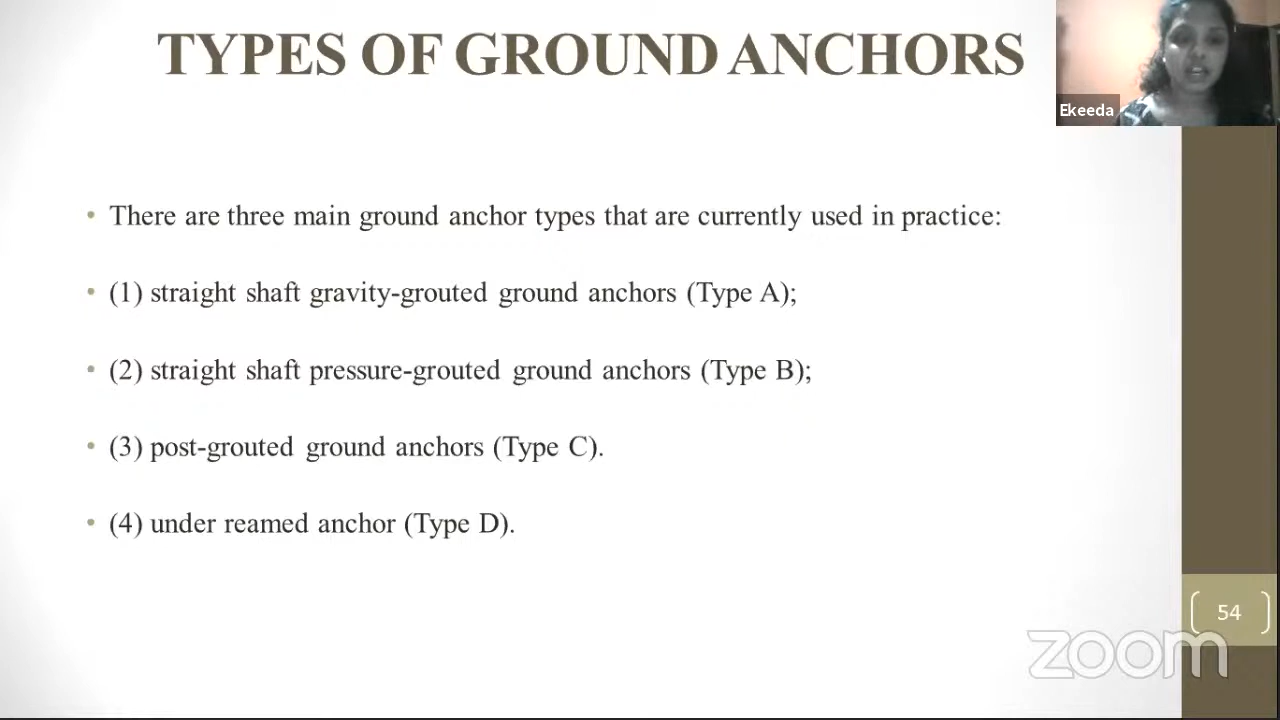 TYPES OF GROUND ANCHORS
Ekeeda
• There are three main ground anchor types that are currently used in practice:
• (1) straight shaft gravity-grouted ground anchors (Type A);
• (2) straight shaft pressure-grouted ground anchors (Type B);
• (3) post-grouted ground anchors (Type C).
• (4) under reamed anchor (Type D).
54
zoom